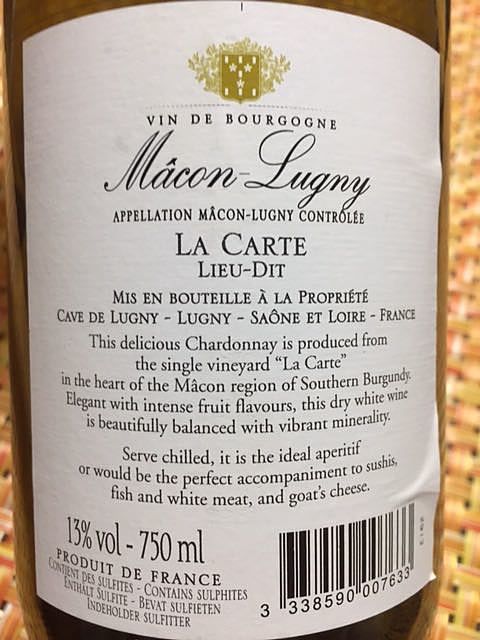 VIN DE BOURGOGNE
Mâcon-Lugny
APPELLATION MÂCON-LUGNY CONTRÔLÉE
LA CARTE
LIEU-DIT
MIS EN BOUTEILLE À LA PROPRIÉTÉ
CAVE DE LUGNY - LUGNY - SAÔNE ET LOIRE - FRANCE
This delicious Chardonnay is produced from
the single vineyard “La Carte”
in the heart of the Mâcon region of Southern Burgundy.
Elegant with intense fruit flavours, this dry white wine
is beautifully balanced with vibrant minerality.
Serve chilled, it is the ideal aperitif
or would be the perfect accompaniment to sushis,
fish and white meat, and goat's cheese.
13% vol - 750 ml
PRODUIT DE FRANCE
CONTIENT DES SULFITES - CONTAINS SULPHITES
ENTHÄLT SULFITE - BEVAT SULFIETEN
INDEHOLDER SULFITTER
3 338590 007633